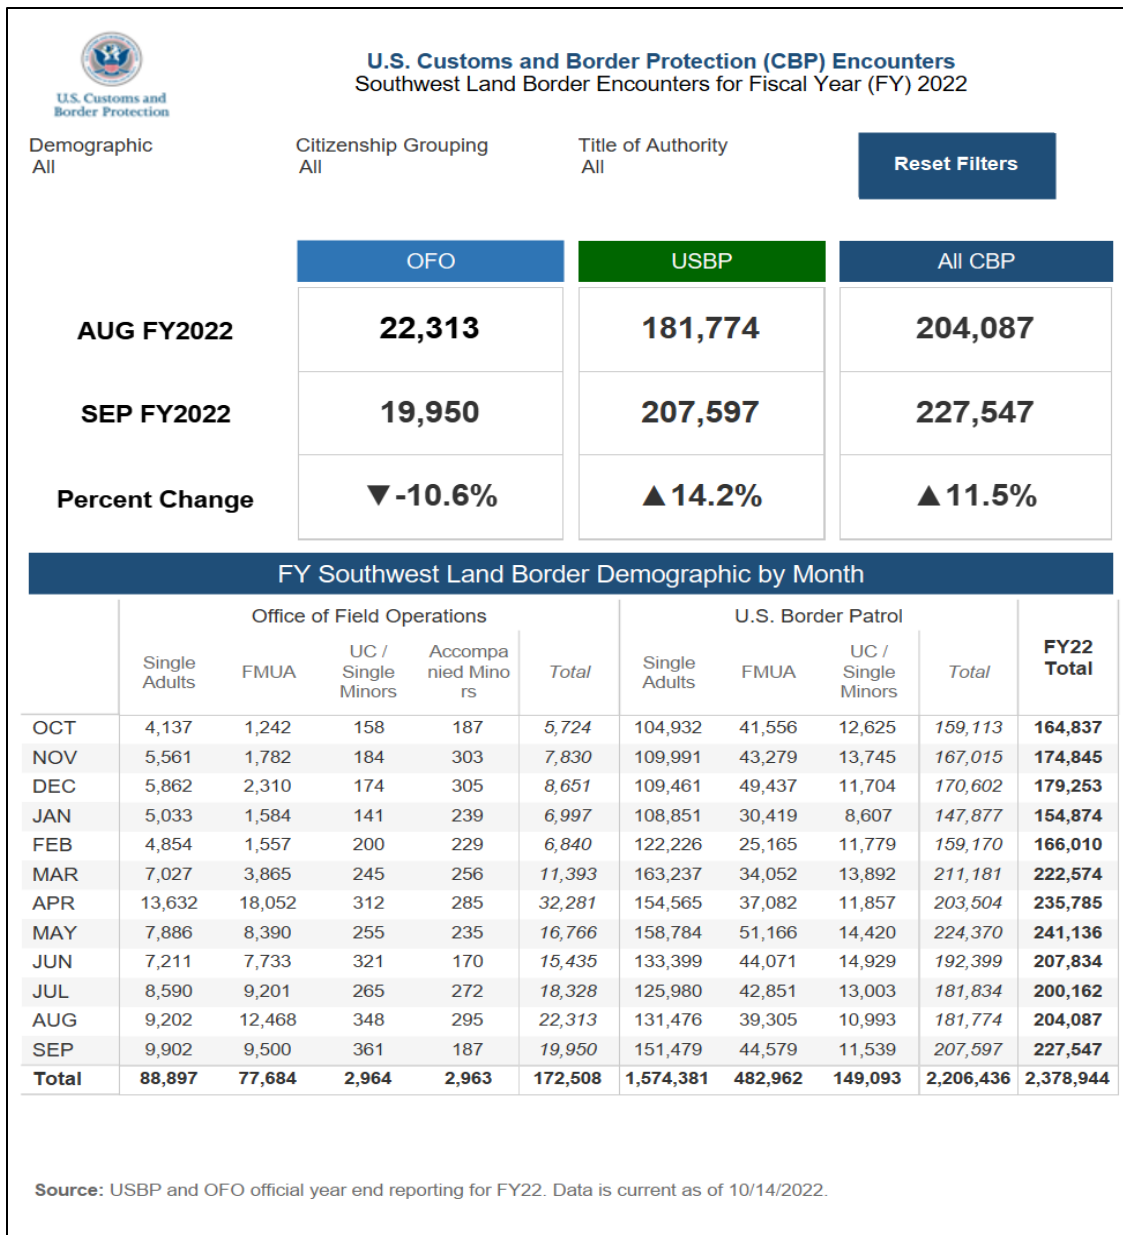 U.S. Customs and Border Protection (CBP) Encounters
Southwest Land Border Encounters for Fiscal Year (FY) 2022
U.S. Customs and
Border Protection
Demographic
All
Citizenship Grouping
All
Title of Authority
All
Reset Filters
OFO USBP All CBP
AUG FY2022 22,313 181,774 204,087
SEP FY2022 19,950 207,597 227,547
Percent Change ▼-10.6% ▲14.2% ▲11.5%
FY Southwest Land Border Demographic by Month
Office of Field Operations U.S. Border Patrol
Single
Adults
FMUA
UC /
Single
Minors
Accompa
nied Mino
rs
Total
Single
Adults
FMUA
UC /
Single
Minors
Total
FY22
Total
OCT 4,137 1,242 158 187 5,724 104,932 41,556 12,625 159,113 164,837
NOV 5,561 1,782 184 303 7,830 109,991 43,279 13,745 167,015 174,845
DEC 5,862 2,310 174 305 8,651 109,461 49,437 11,704 170,602 179,253
JAN 5,033 1,584 141 239 6,997 108,851 30,419 8,607 147,877 154,874
FEB 4,854 1,557 200 229 6,840 122,226 25,165 11,779 159,170 166,010
MAR 7,027 3,865 245 256 11,393 163,237 34,052 13,892 211,181 222,574
APR 13,632 18,052 312 285 32,281 154,565 37,082 11,857 203,504 235,785
MAY 7,886 8,390 255 235 16,766 158,784 51,166 14,420 224,370 241,136
JUN 7,211 7,733 321 170 15,435 133,399 44,071 14,929 192,399 207,834
JUL 8,590 9,201 265 272 18,328 125,980 42,851 13,003 181,834 200,162
AUG 9,202 12,468 348 295 22,313 131,476 39,305 10,993 181,774 204,087
SEP 9,902 9,500 361 187 19,950 151,479 44,579 11,539 207,597 227,547
Total 88,897 77,684 2,964 2,963 172,508 1,574,381 482,962 149,093 2,206,436 2,378,944
Source: USBP and OFO official year end reporting for FY22. Data is current as of 10/14/2022.